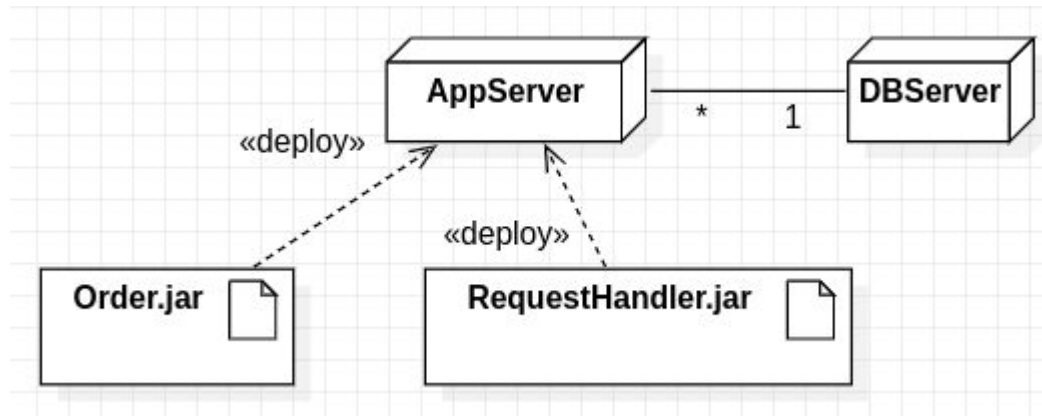 AppServer
DBServer
*
1
«deploy»
«deploy»
Order.jar
RequestHandler.jar